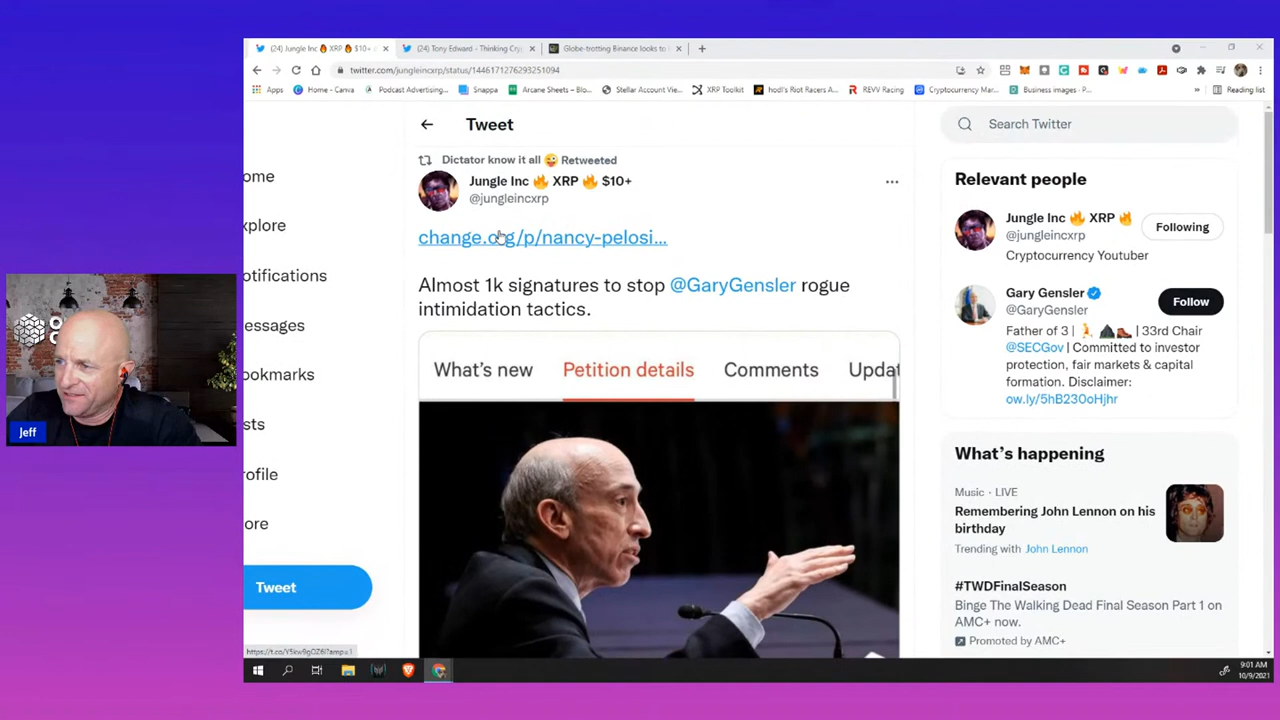 (24) Jungle Inc 🔥 XRP 🔥 $10+
(24) Tony Edward - Thinking Cry
Globe-trotting Binance looks to
twitter.com/jungleincxrp/status/1446171276293251094
Apps
Home - Canva
Podcast Advertising...
Snappa
Arcane Sheets – Blo...
Stellar Account Vie...
XRP Toolkit
hodl's Riot Racers A...
REVV Racing
Cryptocurrency Mar...
Business images · P...
»
Reading list
Tweet
Search Twitter
Dictator know it all 😜 Retweeted
Jungle Inc 🔥 XRP 🔥 $10+
@jungleincxrp
change.org/p/nancy-pelosi...
Almost 1k signatures to stop @GaryGensler rogue
intimidation tactics.
What's new
Petition details
Comments
Updat
ome
xplore
otifications
essages
ookmarks
sts
rofile
ore
Tweet
Relevant people
Jungle Inc 🔥 XRP 🔥
@jungleincxrp
Following
Cryptocurrency Youtuber
Gary Gensler
@GaryGensler
Follow
Father of 3 | 🏃 ⛰🥾 | 33rd Chair
@SECGov | Committed to investor
protection, fair markets & capital
formation. Disclaimer:
ow.ly/5hB230oHjhr
What's happening
Music · LIVE
Remembering John Lennon on his
birthday
Trending with John Lennon
#TWDFinalSeason
Binge The Walking Dead Final Season Part 1 on
AMC+ now.
Promoted by AMC+
Jeff
9:01 AM
10/9/2021